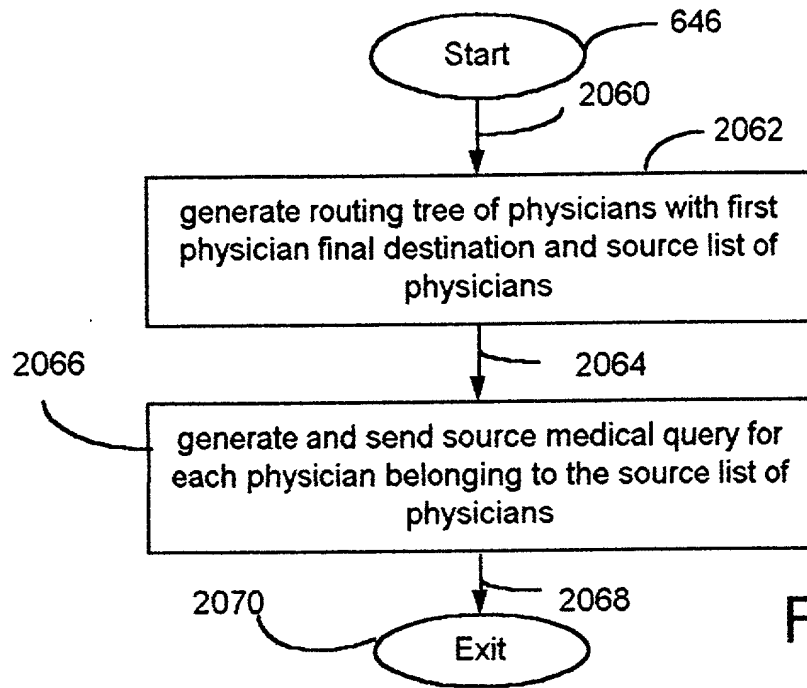 646
Start
2060
2062
generate routing tree of physicians with first
physician final destination and source list of
physicians
2066
2064
generate and send source medical query for
each physician belonging to the source list of
physicians
2070
2068
Exit
F